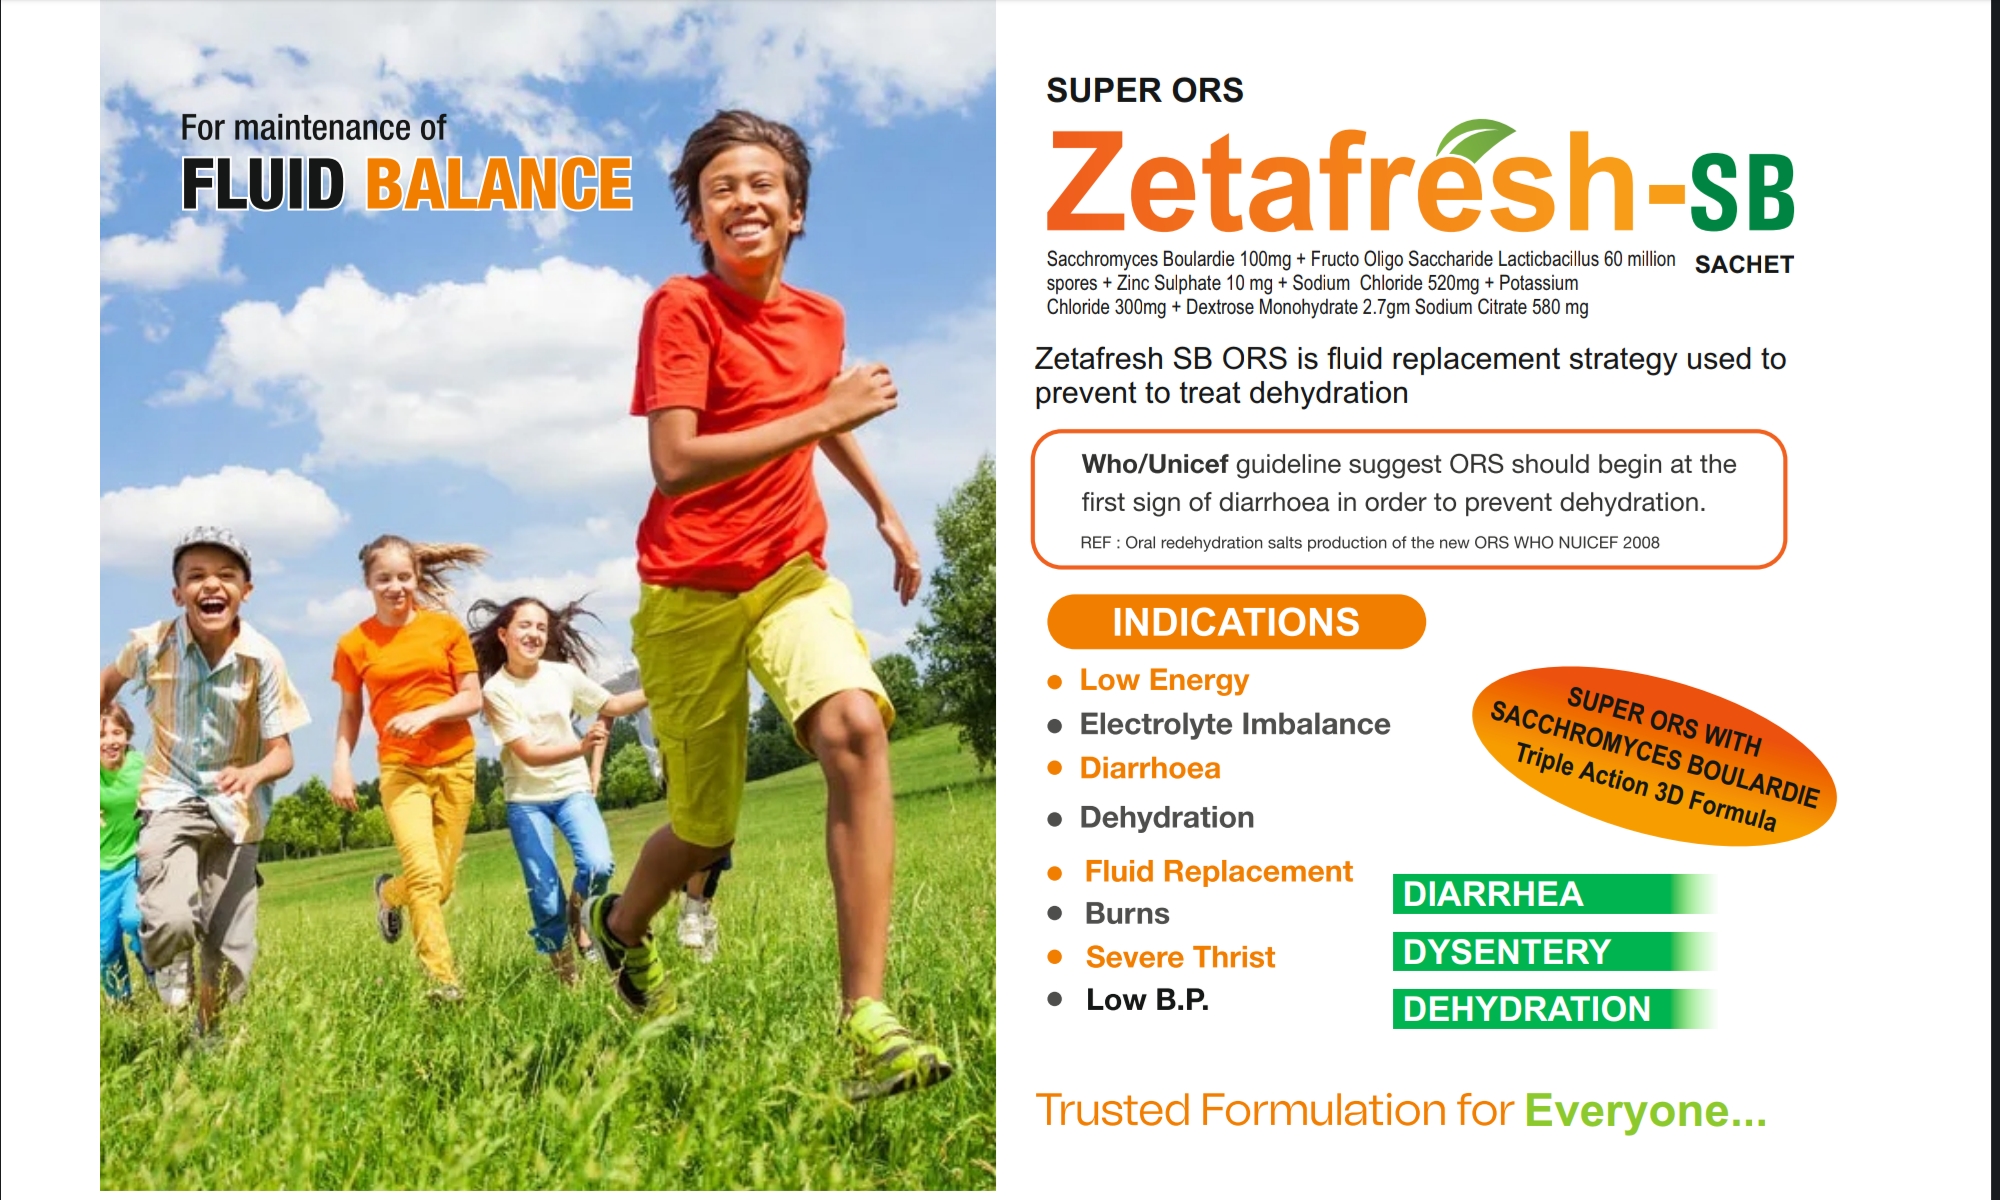 For maintenance of
FLUID BALANCE
SUPER ORS
Zetafresh-SB
Sacchromyces Boulardie 100mg + Fructo Oligo Saccharide Lacticbacillus 60 million
spores + Zinc Sulphate 10 mg + Sodium Chloride 520mg + Potassium
Chloride 300mg + Dextrose Monohydrate 2.7gm Sodium Citrate 580 mg
SACHET
Zetafresh SB ORS is fluid replacement strategy used to
prevent to treat dehydration
Who/Unicef guideline suggest ORS should begin at the
first sign of diarrhoea in order to prevent dehydration.
REF : Oral redehydration salts production of the new ORS WHO NUICEF 2008
INDICATIONS
• Low Energy
• Electrolyte Imbalance
• Diarrhoea
• Dehydration
• Fluid Replacement
• Burns
• Severe Thrist
• Low B.P.
SUPER ORS WITH
SACCHROMYCES BOULARDIE
Triple Action 3D Formula
DIARRHEA
DYSENTERY
DEHYDRATION
Trusted Formulation for Everyone...